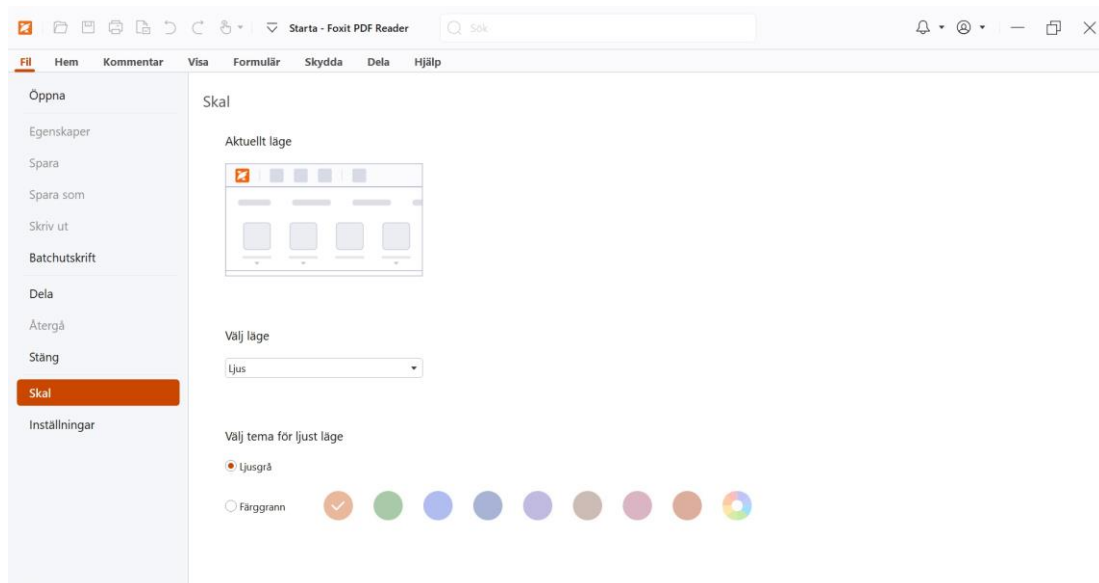 Starta - Foxit PDF Reader
Sök
Fil Hem Kommentar Visa Formulär Skydda Dela Hjälp
Öppna
Egenskaper
Spara
Spara som
Skriv ut
Batchutskrift
Dela
Återgå
Stäng
Skal
Inställningar
Skal
Aktuellt läge
Välj läge
Ljus
Välj tema för ljust läge
Ljusgrå
Färggrann